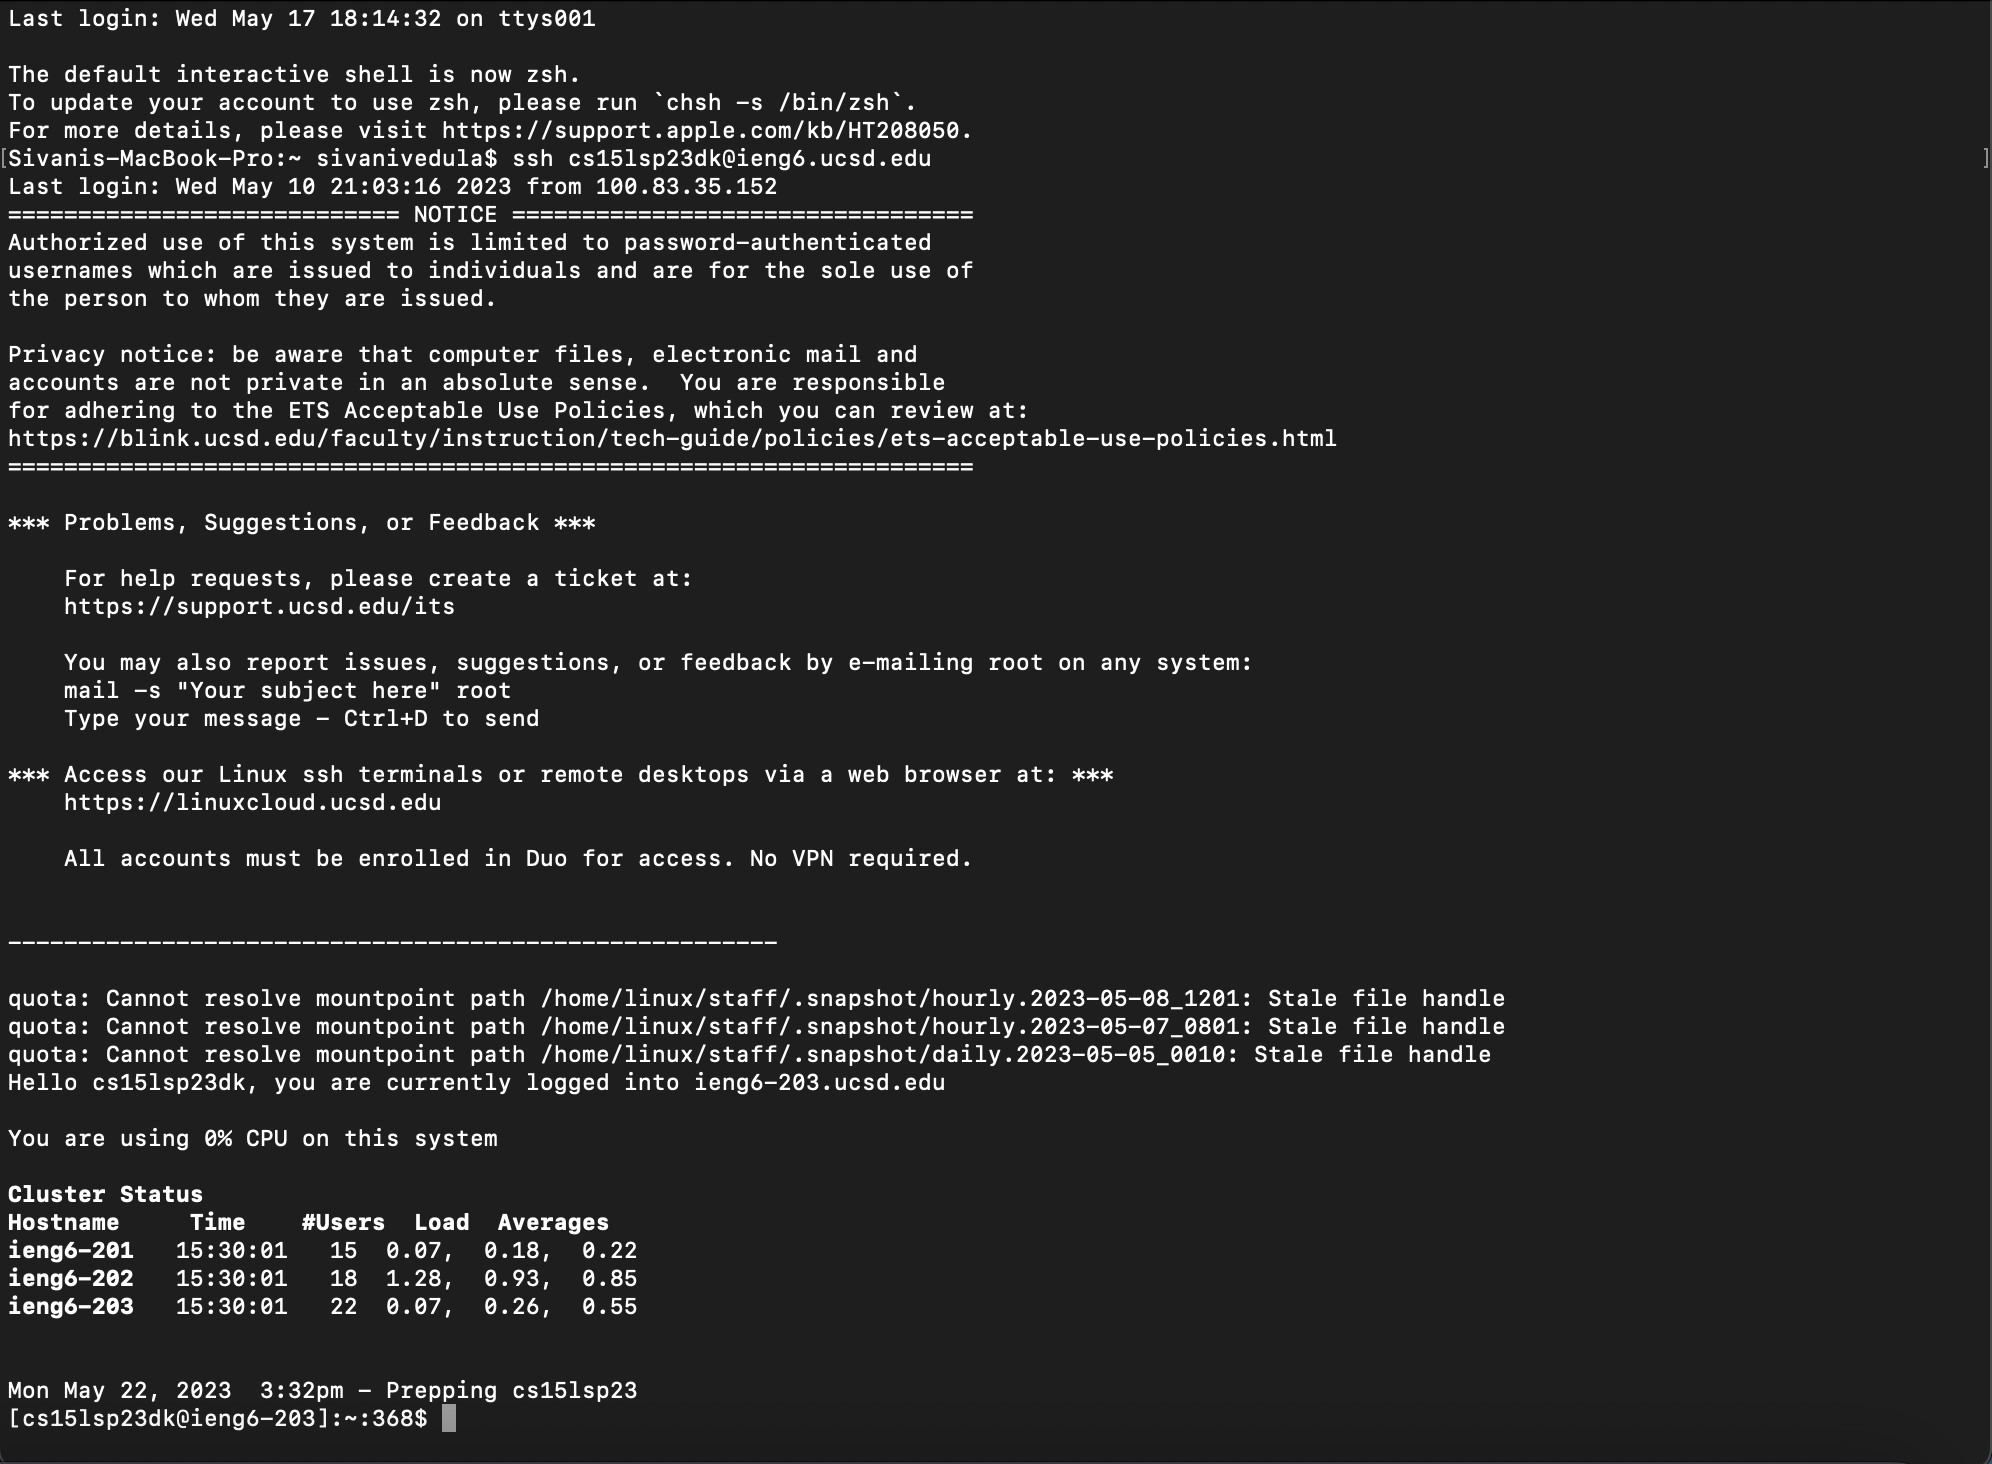 Last login: Wed May 17 18:14:32 on ttys001

The default interactive shell is now zsh.
To update your account to use zsh, please run `chsh -s /bin/zsh`.
For more details, please visit https://support.apple.com/kb/HT208050.
[Sivanis-MacBook-Pro:~ sivanivedula$ ssh cs15lsp23dk@ieng6.ucsd.edu ]
Last login: Wed May 10 21:03:16 2023 from 100.83.35.152
============================ NOTICE =================================
Authorized use of this system is limited to password-authenticated
usernames which are issued to individuals and are for the sole use of
the person to whom they are issued.

Privacy notice: be aware that computer files, electronic mail and
accounts are not private in an absolute sense.  You are responsible
for adhering to the ETS Acceptable Use Policies, which you can review at:
https://blink.ucsd.edu/faculty/instruction/tech-guide/policies/ets-acceptable-use-policies.html
=====================================================================

*** Problems, Suggestions, or Feedback ***

    For help requests, please create a ticket at:
    https://support.ucsd.edu/its

    You may also report issues, suggestions, or feedback by e-mailing root on any system:
    mail -s "Your subject here" root
    Type your message - Ctrl+D to send

*** Access our Linux ssh terminals or remote desktops via a web browser at: ***
    https://linuxcloud.ucsd.edu

    All accounts must be enrolled in Duo for access. No VPN required.


-------------------------------------------------------

quota: Cannot resolve mountpoint path /home/linux/staff/.snapshot/hourly.2023-05-08_1201: Stale file handle
quota: Cannot resolve mountpoint path /home/linux/staff/.snapshot/hourly.2023-05-07_0801: Stale file handle
quota: Cannot resolve mountpoint path /home/linux/staff/.snapshot/daily.2023-05-05_0010: Stale file handle
Hello cs15lsp23dk, you are currently logged into ieng6-203.ucsd.edu

You are using 0% CPU on this system

Cluster Status
Hostname     Time    #Users  Load  Averages
ieng6-201   15:30:01   15  0.07,  0.18,  0.22
ieng6-202   15:30:01   18  1.28,  0.93,  0.85
ieng6-203   15:30:01   22  0.07,  0.26,  0.55


Mon May 22, 2023  3:32pm - Prepping cs15lsp23
[cs15lsp23dk@ieng6-203]:~:368$